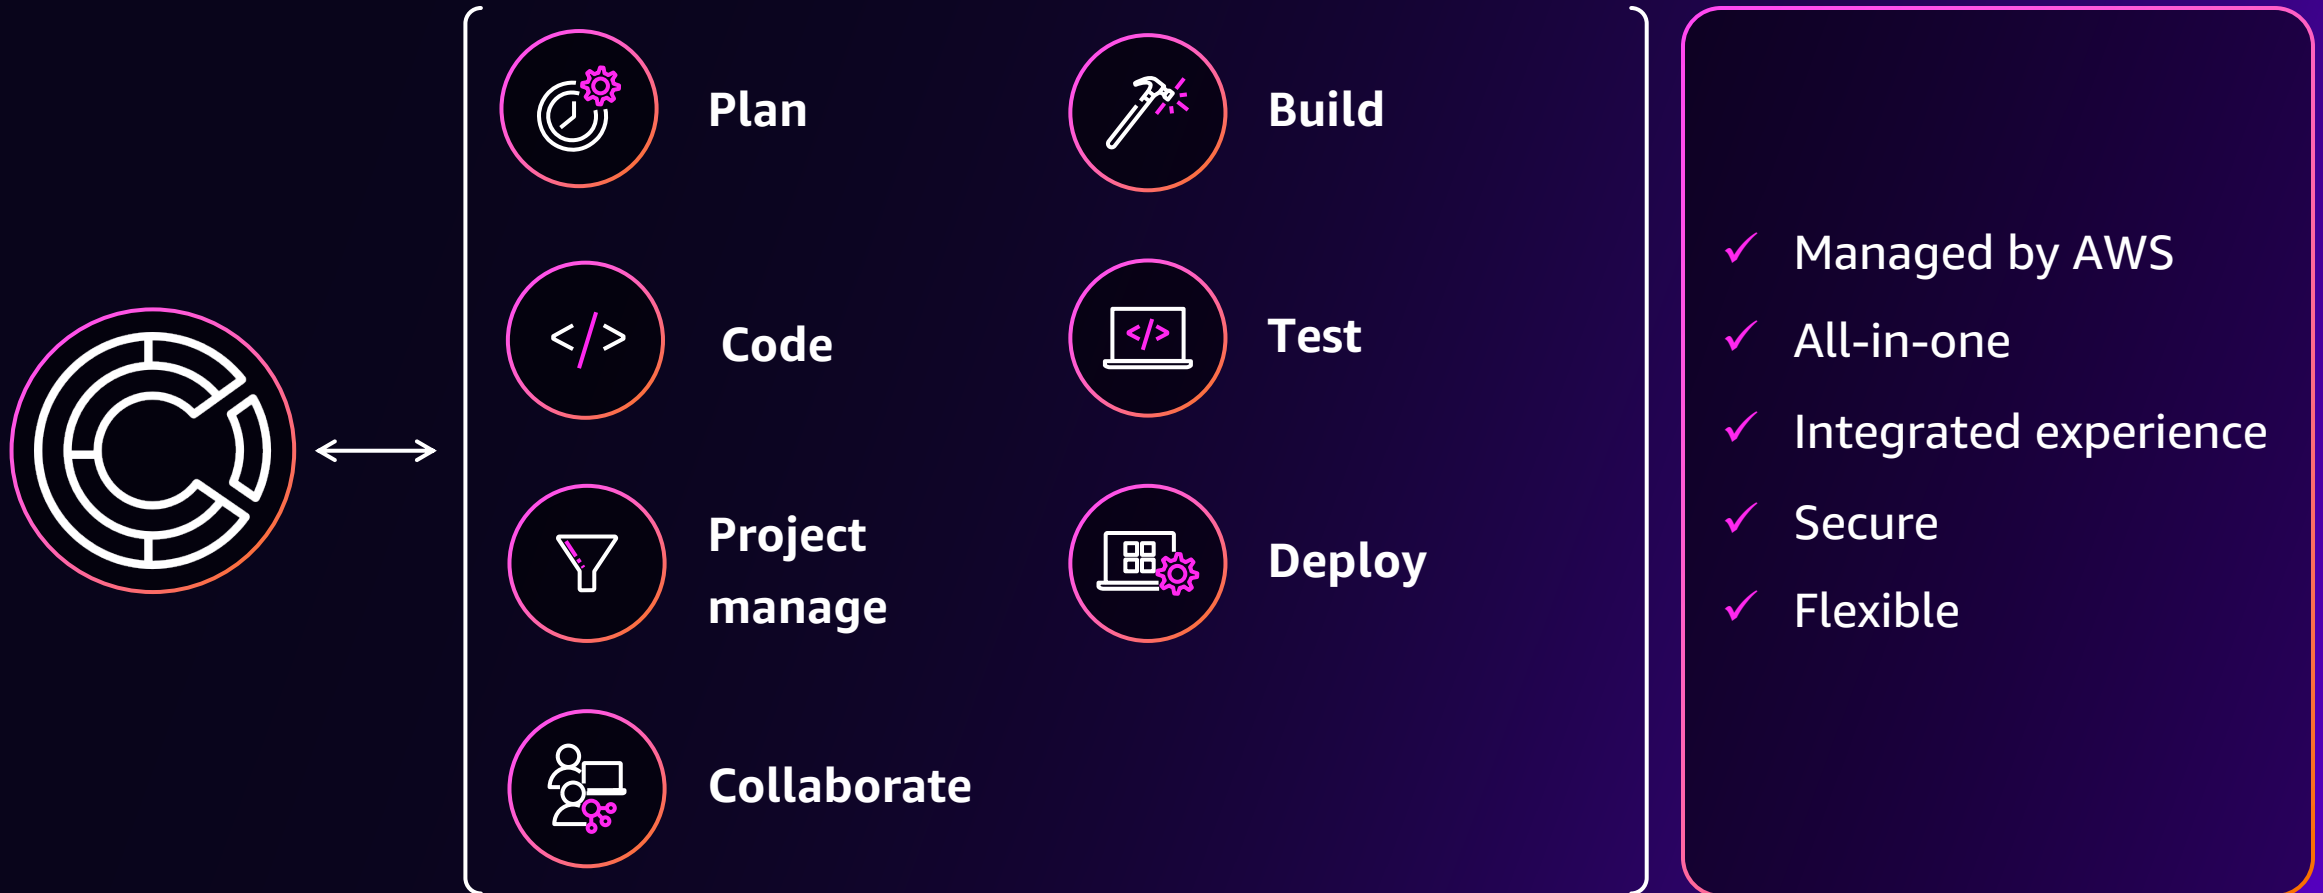 Plan
Code
Project
manage
Collaborate
Build
Test
Deploy
Managed by AWS
All-in-one
Integrated experience
Secure
Flexible